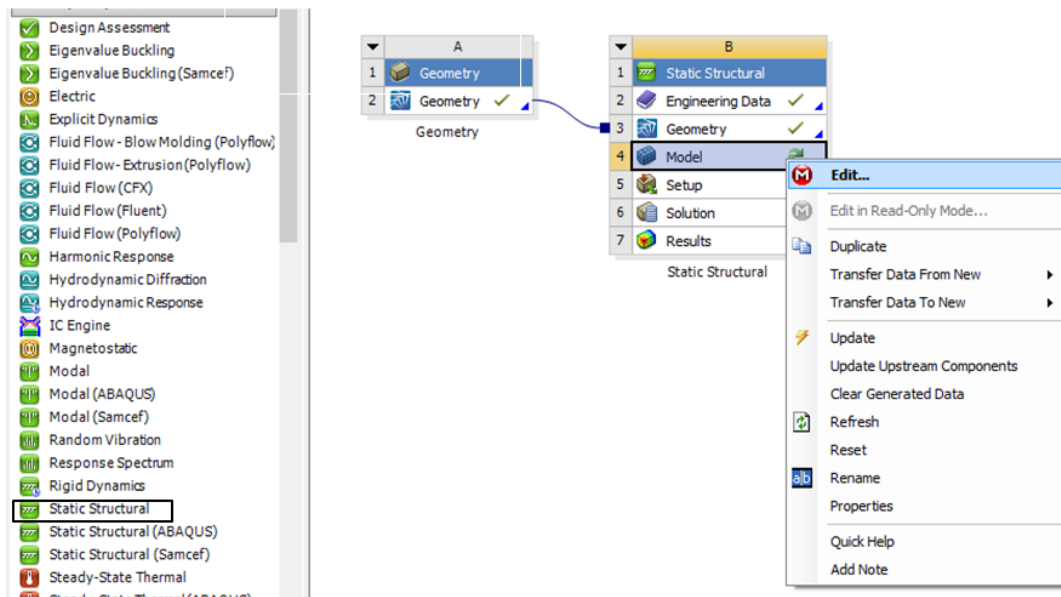 Design Assessment
Eigenvalue Buckling
Eigenvalue Buckling (Samcef)
Electric
Explicit Dynamics
Fluid Flow - Blow Molding (Polyflow)
Fluid Flow- Extrusion (Polyflow)
Fluid Flow (CFX)
Fluid Flow (Fluent)
Fluid Flow (Polyflow)
Harmonic Response
Hydrodynamic Diffraction
Hydrodynamic Response
IC Engine
Magnetostatic
Modal
Modal (ABAQUS)
Modal (Samcef)
Random Vibration
Response Spectrum
Rigid Dynamics
Static Structural
Static Structural (ABAQUS)
Static Structural (Samcef)
Steady-State Thermal
A
1 Geometry
2 Geometry
Geometry
B
1 Static Structural
2 Engineering Data
3 Geometry
4 Model
5 Setup
6 Solution
7 Results
Static Structural
Edit...
Edit in Read-Only Mode...
Duplicate
Transfer Data From New
Transfer Data To New
Update
Update Upstream Components
Clear Generated Data
Refresh
Reset
a|b Rename
Properties
Quick Help
Add Note